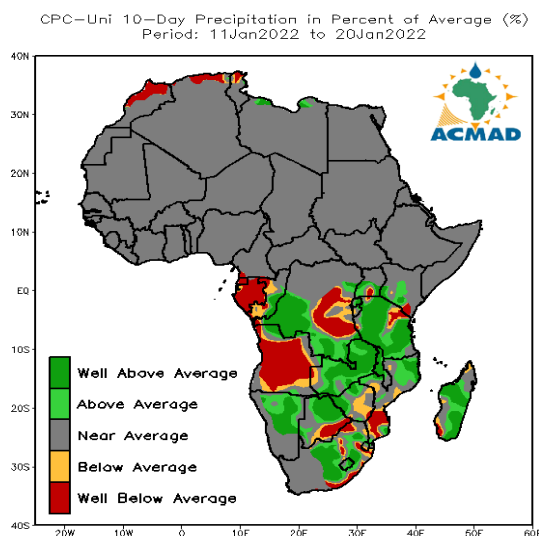 CPC-Uni 10-Day Precipitation in Percent of Average (%)
Period: 11Jan2022 to 20Jan2022
ACMAD
40N
30N
20N
10N
EQ
10S
20S
30S
40S
Well Above Average
Above Average
Near Average
Below Average
Well Below Average
20W 10W 0 10E 20E 30E 40E 50E 60E